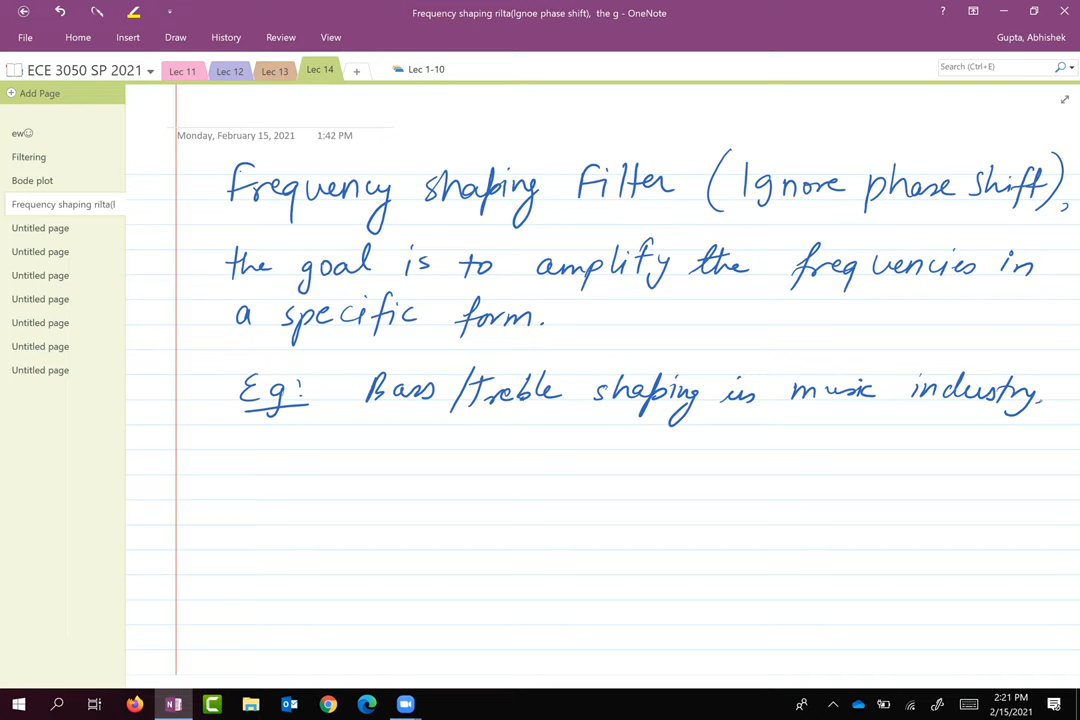 Frequency shaping rilta(Ignoe phase shift),  the g - OneNote
?
File
Home
Insert
Draw
History
Review
View
Gupta, Abhishek
ECE 3050 SP 2021
Lec 11
Lec 12
Lec 13
Lec 14
+
Lec 1-10
Search (Ctrl+E)
Add Page
ew☺
Filtering
Bode plot
Frequency shaping rilta(I
Untitled page
Untitled page
Untitled page
Untitled page
Untitled page
Untitled page
Untitled page
Monday, February 15, 2021    1:42 PM
Frequency shaping Filter (Ignore phase shift),
the goal is to amplify the frequencies in
a specific form.
Eg: Bass/treble shaping in music industry.
2:21 PM
2/15/2021